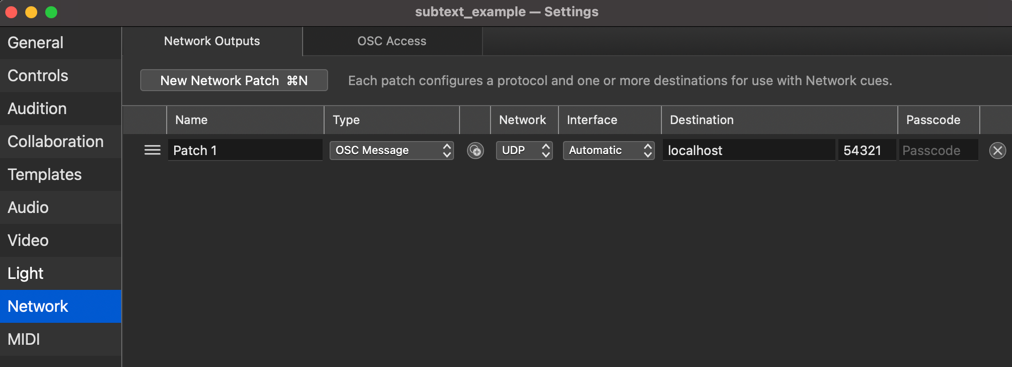 subtext_example — Settings
General
Controls
Audition
Collaboration
Templates
Audio
Video
Light
Network
MIDI
Network Outputs OSC Access
New Network Patch ⌘N Each patch configures a protocol and one or more destinations for use with Network cues.
Name Type Network Interface Destination Passcode
Patch 1 OSC Message UDP Automatic localhost 54321 Passcode